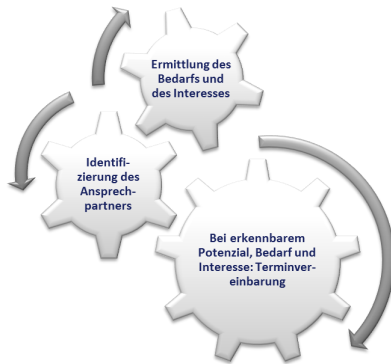 Ermittlung des
Bedarfs und
des Interesses
Identifi-
zierung des
Ansprech-
partners
Bei erkennbarem
Potenzial, Bedarf und
Interesse: Terminver-
einbarung